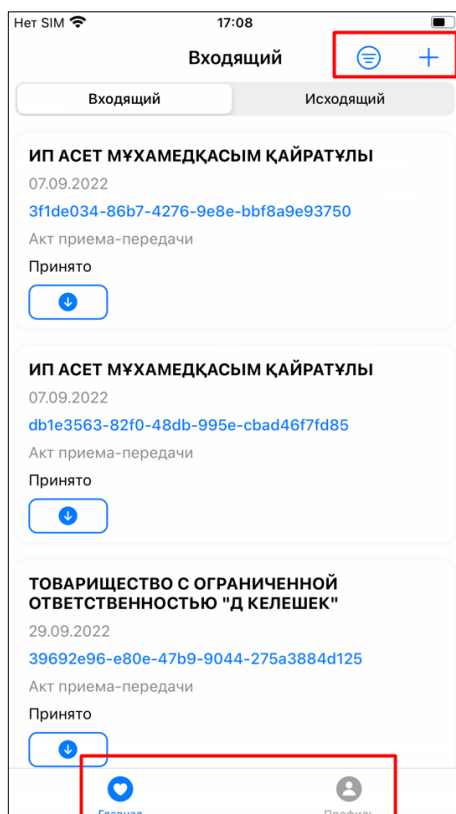 Нет SIM 17:08
Входящий
Входящий Исходящий
ИП АСЕТ МҰХАМЕДҚАСЫМ ҚАЙРАТҰЛЫ
07.09.2022
3f1de034-86b7-4276-9e8e-bbf8a9e93750
Акт приема-передачи
Принято
ИП АСЕТ МҰХАМЕДҚАСЫМ ҚАЙРАТҰЛЫ
07.09.2022
db1e3563-82f0-48db-995e-cbad46f7fd85
Акт приема-передачи
Принято
ТОВАРИЩЕСТВО С ОГРАНИЧЕННОЙ
ОТВЕТСТВЕННОСТЬЮ "Д КЕЛЕШЕК"
29.09.2022
39692e96-e80e-47b9-9044-275a3884d125
Акт приема-передачи
Принято
Главная Профиль